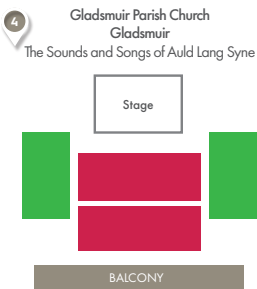 4
Gladsmuir Parish Church
Gladsmuir
The Sounds and Songs of Auld Lang Syne
Stage
BALCONY